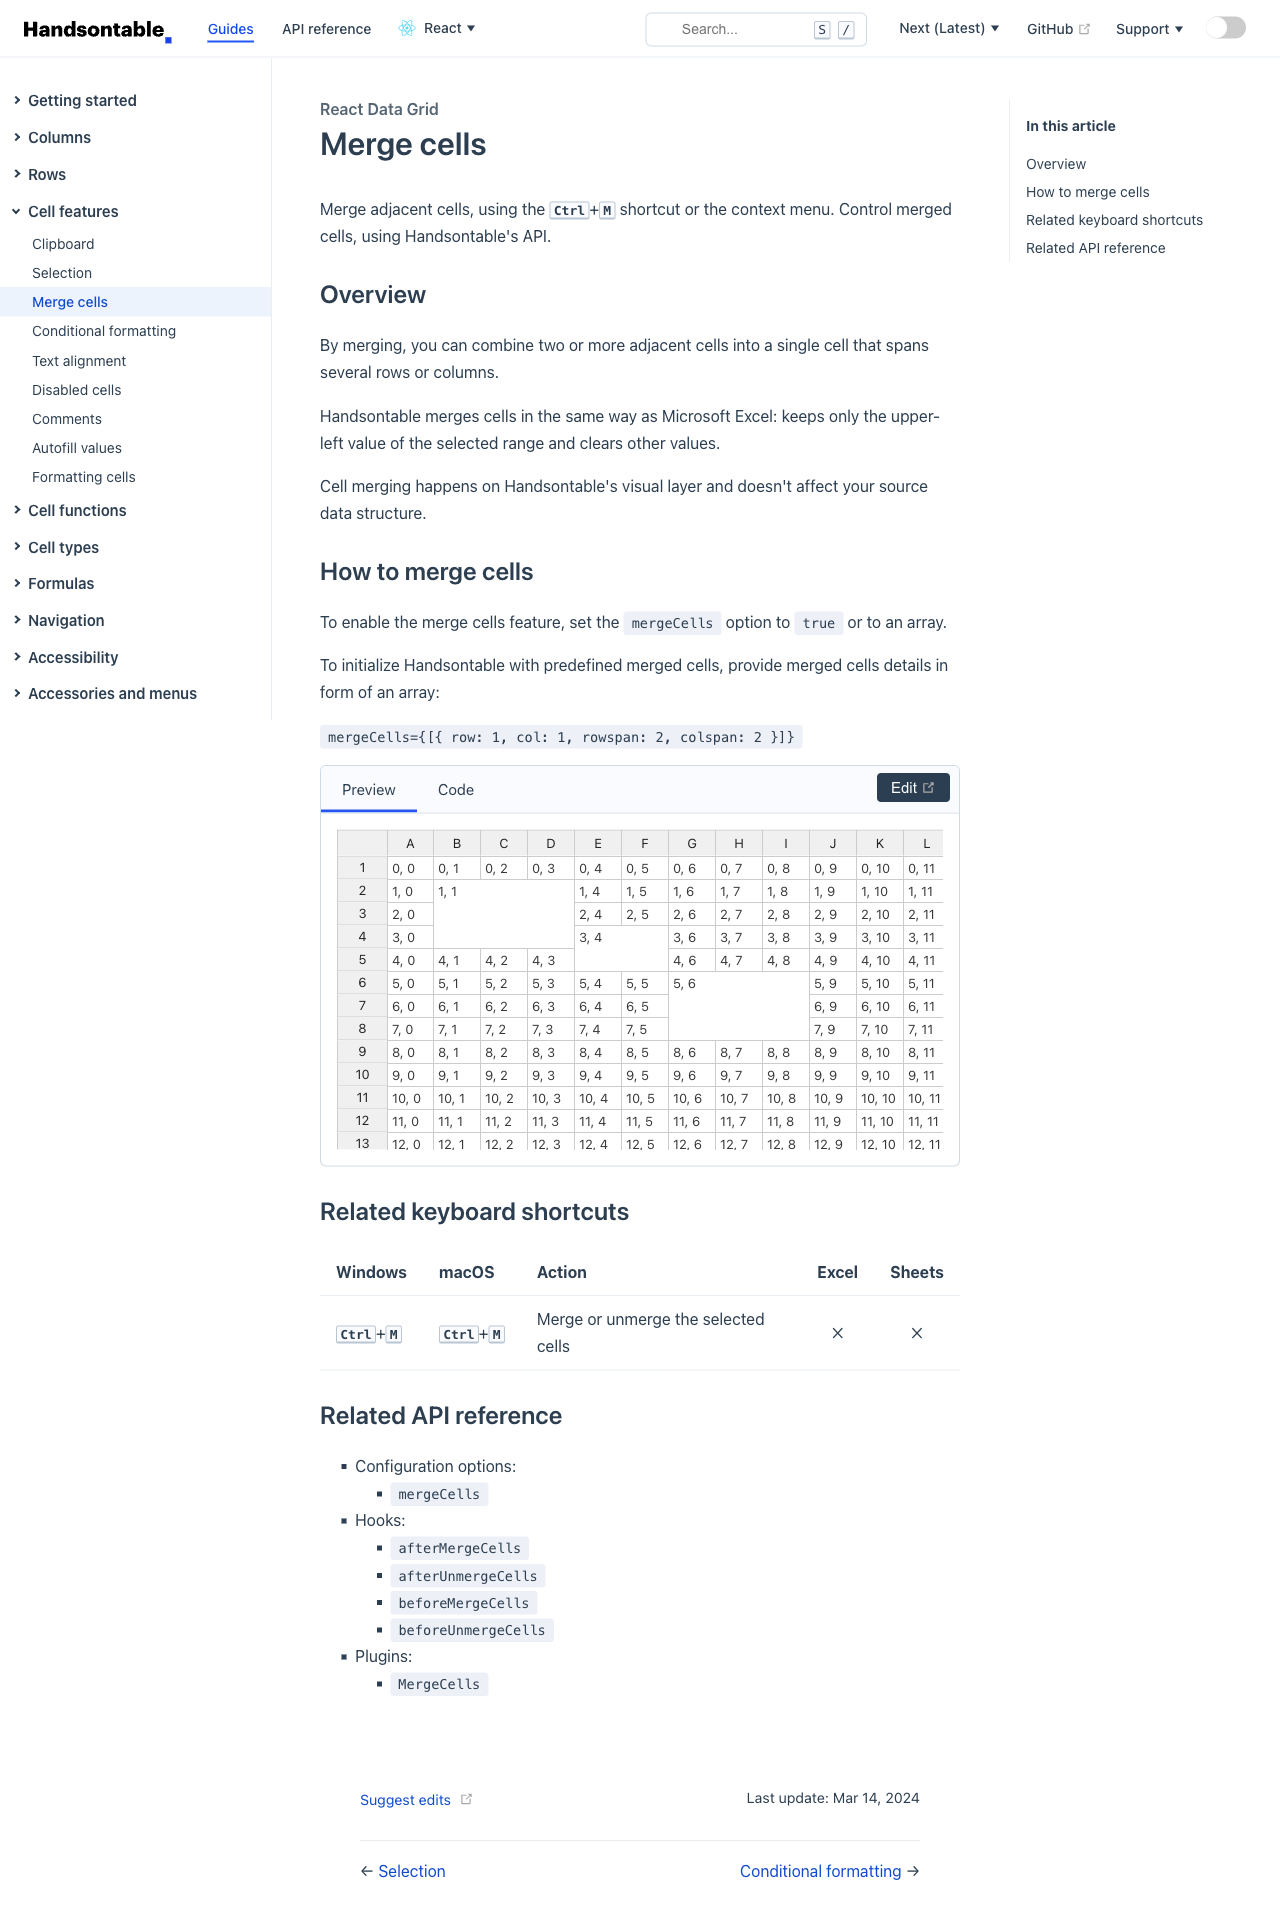 Handsontable
Guides
API reference
React
Search...
S
/
Next (Latest)
GitHub
Support
Getting started
Columns
Rows
Cell features
Clipboard
Selection
Merge cells
Conditional formatting
Text alignment
Disabled cells
Comments
Autofill values
Formatting cells
Cell functions
Cell types
Formulas
Navigation
Accessibility
Accessories and menus
React Data Grid
Merge cells
Merge adjacent cells, using the Ctrl+M shortcut or the context menu. Control merged
cells, using Handsontable's API.
Overview
By merging, you can combine two or more adjacent cells into a single cell that spans
several rows or columns.
Handsontable merges cells in the same way as Microsoft Excel: keeps only the upper-
left value of the selected range and clears other values.
Cell merging happens on Handsontable's visual layer and doesn't affect your source
data structure.
How to merge cells
To enable the merge cells feature, set the mergeCells option to true or to an array.
To initialize Handsontable with predefined merged cells, provide merged cells details in
form of an array:
mergeCells={[{ row: 1, col: 1, rowspan: 2, colspan: 2 }]}
Preview
Code
Edit
A B C D E F G H I J K L
1 0, 0 0, 1 0, 2 0, 3 0, 4 0, 5 0, 6 0, 7 0, 8 0, 9 0, 10 0, 11
2 1, 0 1, 1 1, 4 1, 5 1, 6 1, 7 1, 8 1, 9 1, 10 1, 11
3 2, 0 2, 4 2, 5 2, 6 2, 7 2, 8 2, 9 2, 10 2, 11
4 3, 0 3, 4 3, 6 3, 7 3, 8 3, 9 3, 10 3, 11
5 4, 0 4, 1 4, 2 4, 3 4, 6 4, 7 4, 8 4, 9 4, 10 4, 11
6 5, 0 5, 1 5, 2 5, 3 5, 4 5, 5 5, 6 5, 9 5, 10 5, 11
7 6, 0 6, 1 6, 2 6, 3 6, 4 6, 5 6, 9 6, 10 6, 11
8 7, 0 7, 1 7, 2 7, 3 7, 4 7, 5 7, 9 7, 10 7, 11
9 8, 0 8, 1 8, 2 8, 3 8, 4 8, 5 8, 6 8, 7 8, 8 8, 9 8, 10 8, 11
10 9, 0 9, 1 9, 2 9, 3 9, 4 9, 5 9, 6 9, 7 9, 8 9, 9 9, 10 9, 11
11 10, 0 10, 1 10, 2 10, 3 10, 4 10, 5 10, 6 10, 7 10, 8 10, 9 10, 10 10, 11
12 11, 0 11, 1 11, 2 11, 3 11, 4 11, 5 11, 6 11, 7 11, 8 11, 9 11, 10 11, 11
13 12, 0 12, 1 12, 2 12, 3 12, 4 12, 5 12, 6 12, 7 12, 8 12, 9 12, 10 12, 11
Related keyboard shortcuts
Windows macOS Action Excel Sheets
Ctrl+M Ctrl+M Merge or unmerge the selected
cells
Related API reference
Configuration options:
mergeCells
Hooks:
afterMergeCells
afterUnmergeCells
beforeMergeCells
beforeUnmergeCells
Plugins:
MergeCells
Suggest edits
Last update: Mar 14, 2024
← Selection
Conditional formatting →
In this article
Overview
How to merge cells
Related keyboard shortcuts
Related API reference